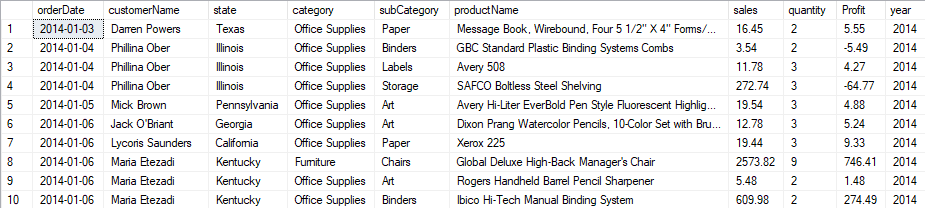 orderDate customerName state category subCategory productName sales quantity Profit year
1 2014-01-03 Darren Powers Texas Office Supplies Paper Message Book, Wirebound, Four 5 1/2" X 4" Forms/... 16.45 2 5.55 2014
2 2014-01-04 Phillina Ober Illinois Office Supplies Binders GBC Standard Plastic Binding Systems Combs 3.54 2 -5.49 2014
3 2014-01-04 Phillina Ober Illinois Office Supplies Labels Avery 508 11.78 3 4.27 2014
4 2014-01-04 Phillina Ober Illinois Office Supplies Storage SAFCO Boltless Steel Shelving 272.74 3 -64.77 2014
5 2014-01-05 Mick Brown Pennsylvania Office Supplies Art Avery Hi-Liter EverBold Pen Style Fluorescent Highlig... 19.54 3 4.88 2014
6 2014-01-06 Jack O'Briant Georgia Office Supplies Art Dixon Prang Watercolor Pencils, 10-Color Set with Bru... 12.78 3 5.24 2014
7 2014-01-06 Lycoris Saunders California Office Supplies Paper Xerox 225 19.44 3 9.33 2014
8 2014-01-06 Maria Etezadi Kentucky Furniture Chairs Global Deluxe High-Back Manager's Chair 2573.82 9 746.41 2014
9 2014-01-06 Maria Etezadi Kentucky Office Supplies Art Rogers Handheld Barrel Pencil Sharpener 5.48 2 1.48 2014
10 2014-01-06 Maria Etezadi Kentucky Office Supplies Binders Ibico Hi-Tech Manual Binding System 609.98 2 274.49 2014